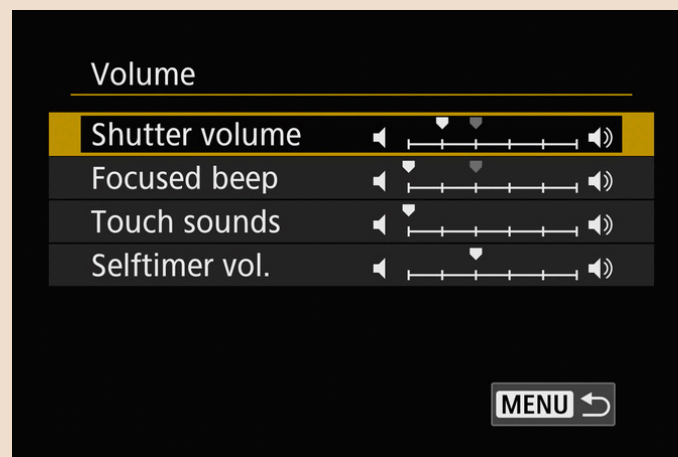 Volume
Shutter volume
Focused beep
Touch sounds
Selftimer vol.
MENU